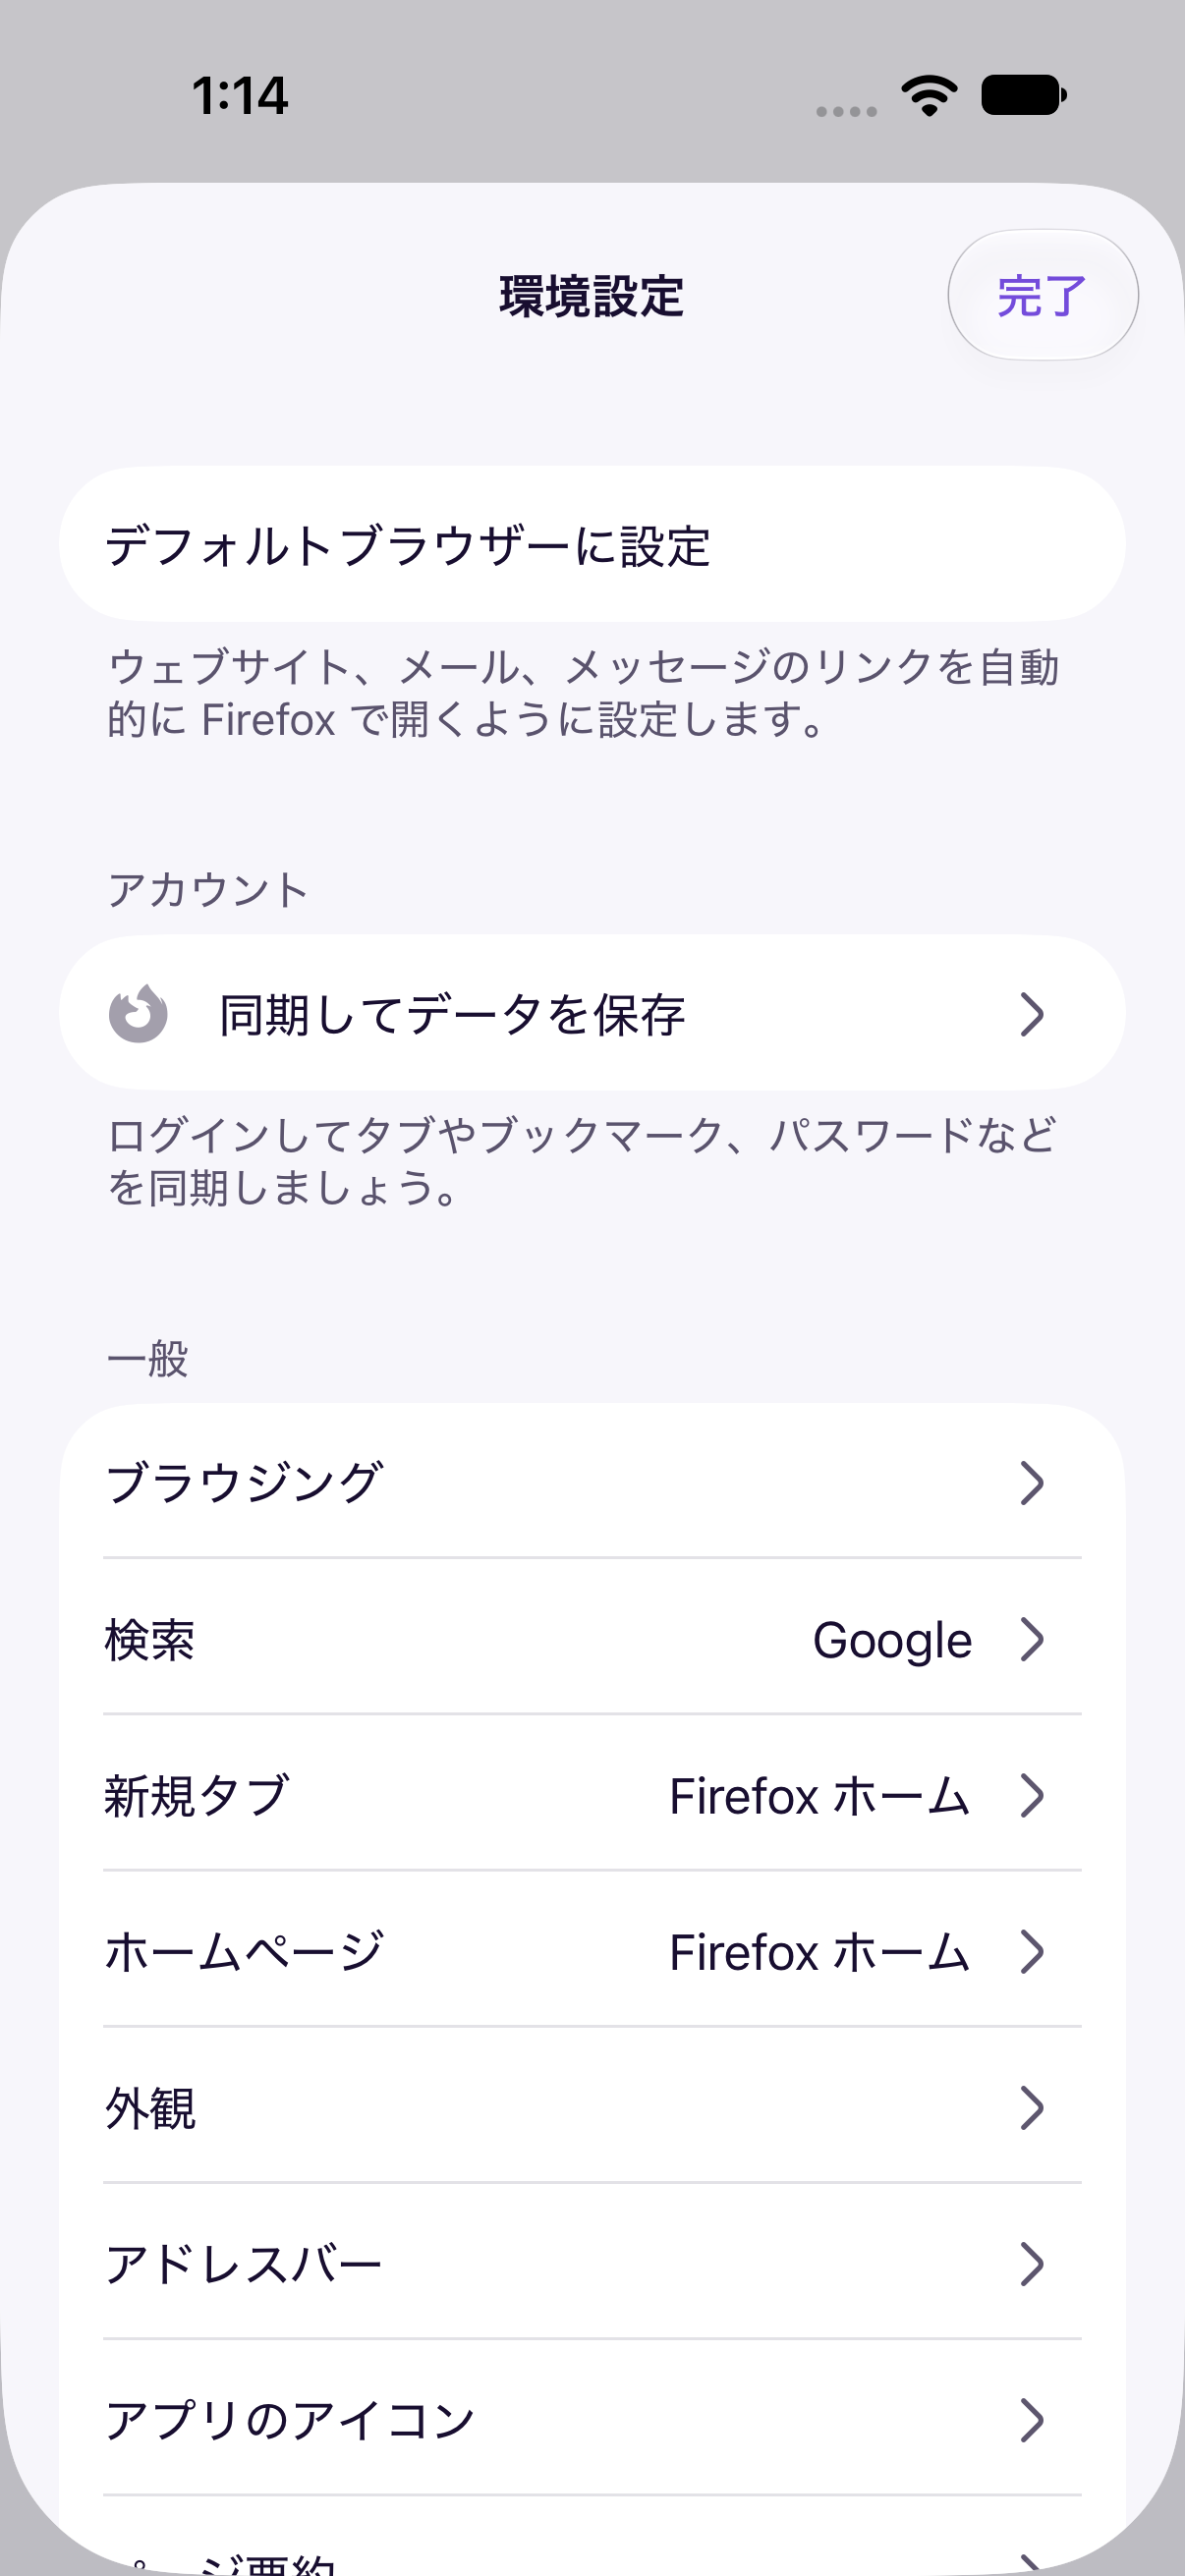 1:14
環境設定
完了
デフォルトブラウザーに設定
ウェブサイト、メール、メッセージのリンクを自動
的に Firefox で開くように設定します。
アカウント
同期してデータを保存
ログインしてタブやブックマーク、パスワードなど
を同期しましょう。
一般
ブラウジング
検索 Google
新規タブ Firefox ホーム
ホームページ Firefox ホーム
外観
アドレスバー
アプリのアイコン
ページ要約